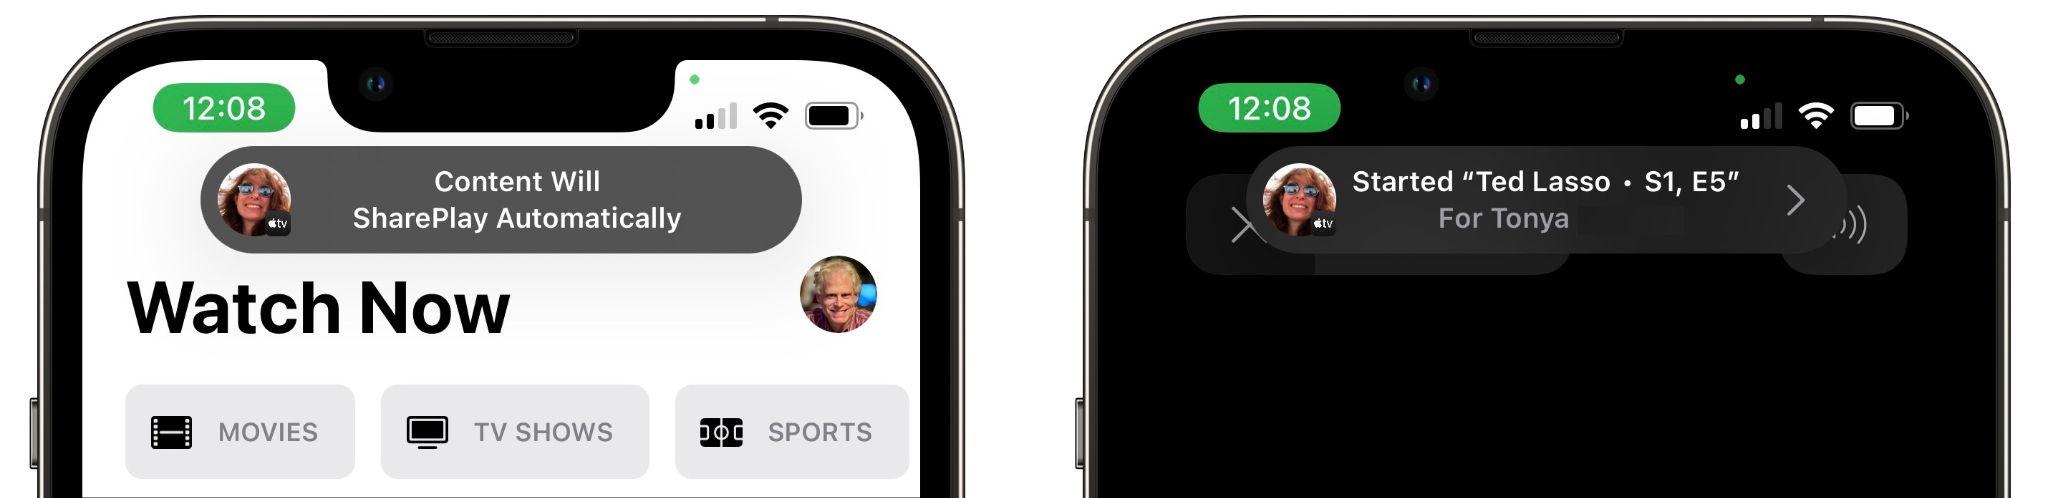 12:08
Content Will
SharePlay Automatically
tv
Watch Now
MOVIES
TV SHOWS
SPORTS
12:08
Started “Ted Lasso • S1, E5”
For Tonya
tv